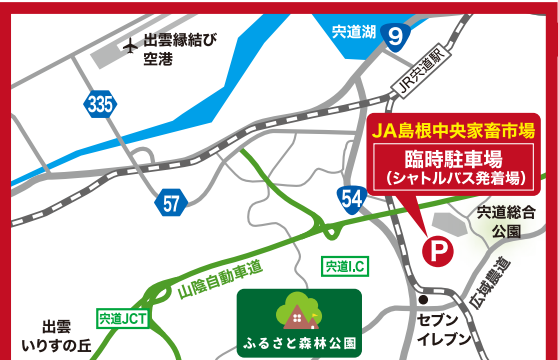 出雲縁結び
空港
宍道湖
9
JR宍道駅
335
JA島根中央家畜市場
臨時駐車場
（シャトルバス発着場）
57
54
宍道総合
公園
P
宍道I.C
山陰自動車道
広域農道
宍道JCT
出雲
いりすの丘
ふるさと森林公園
セブン
イレブン